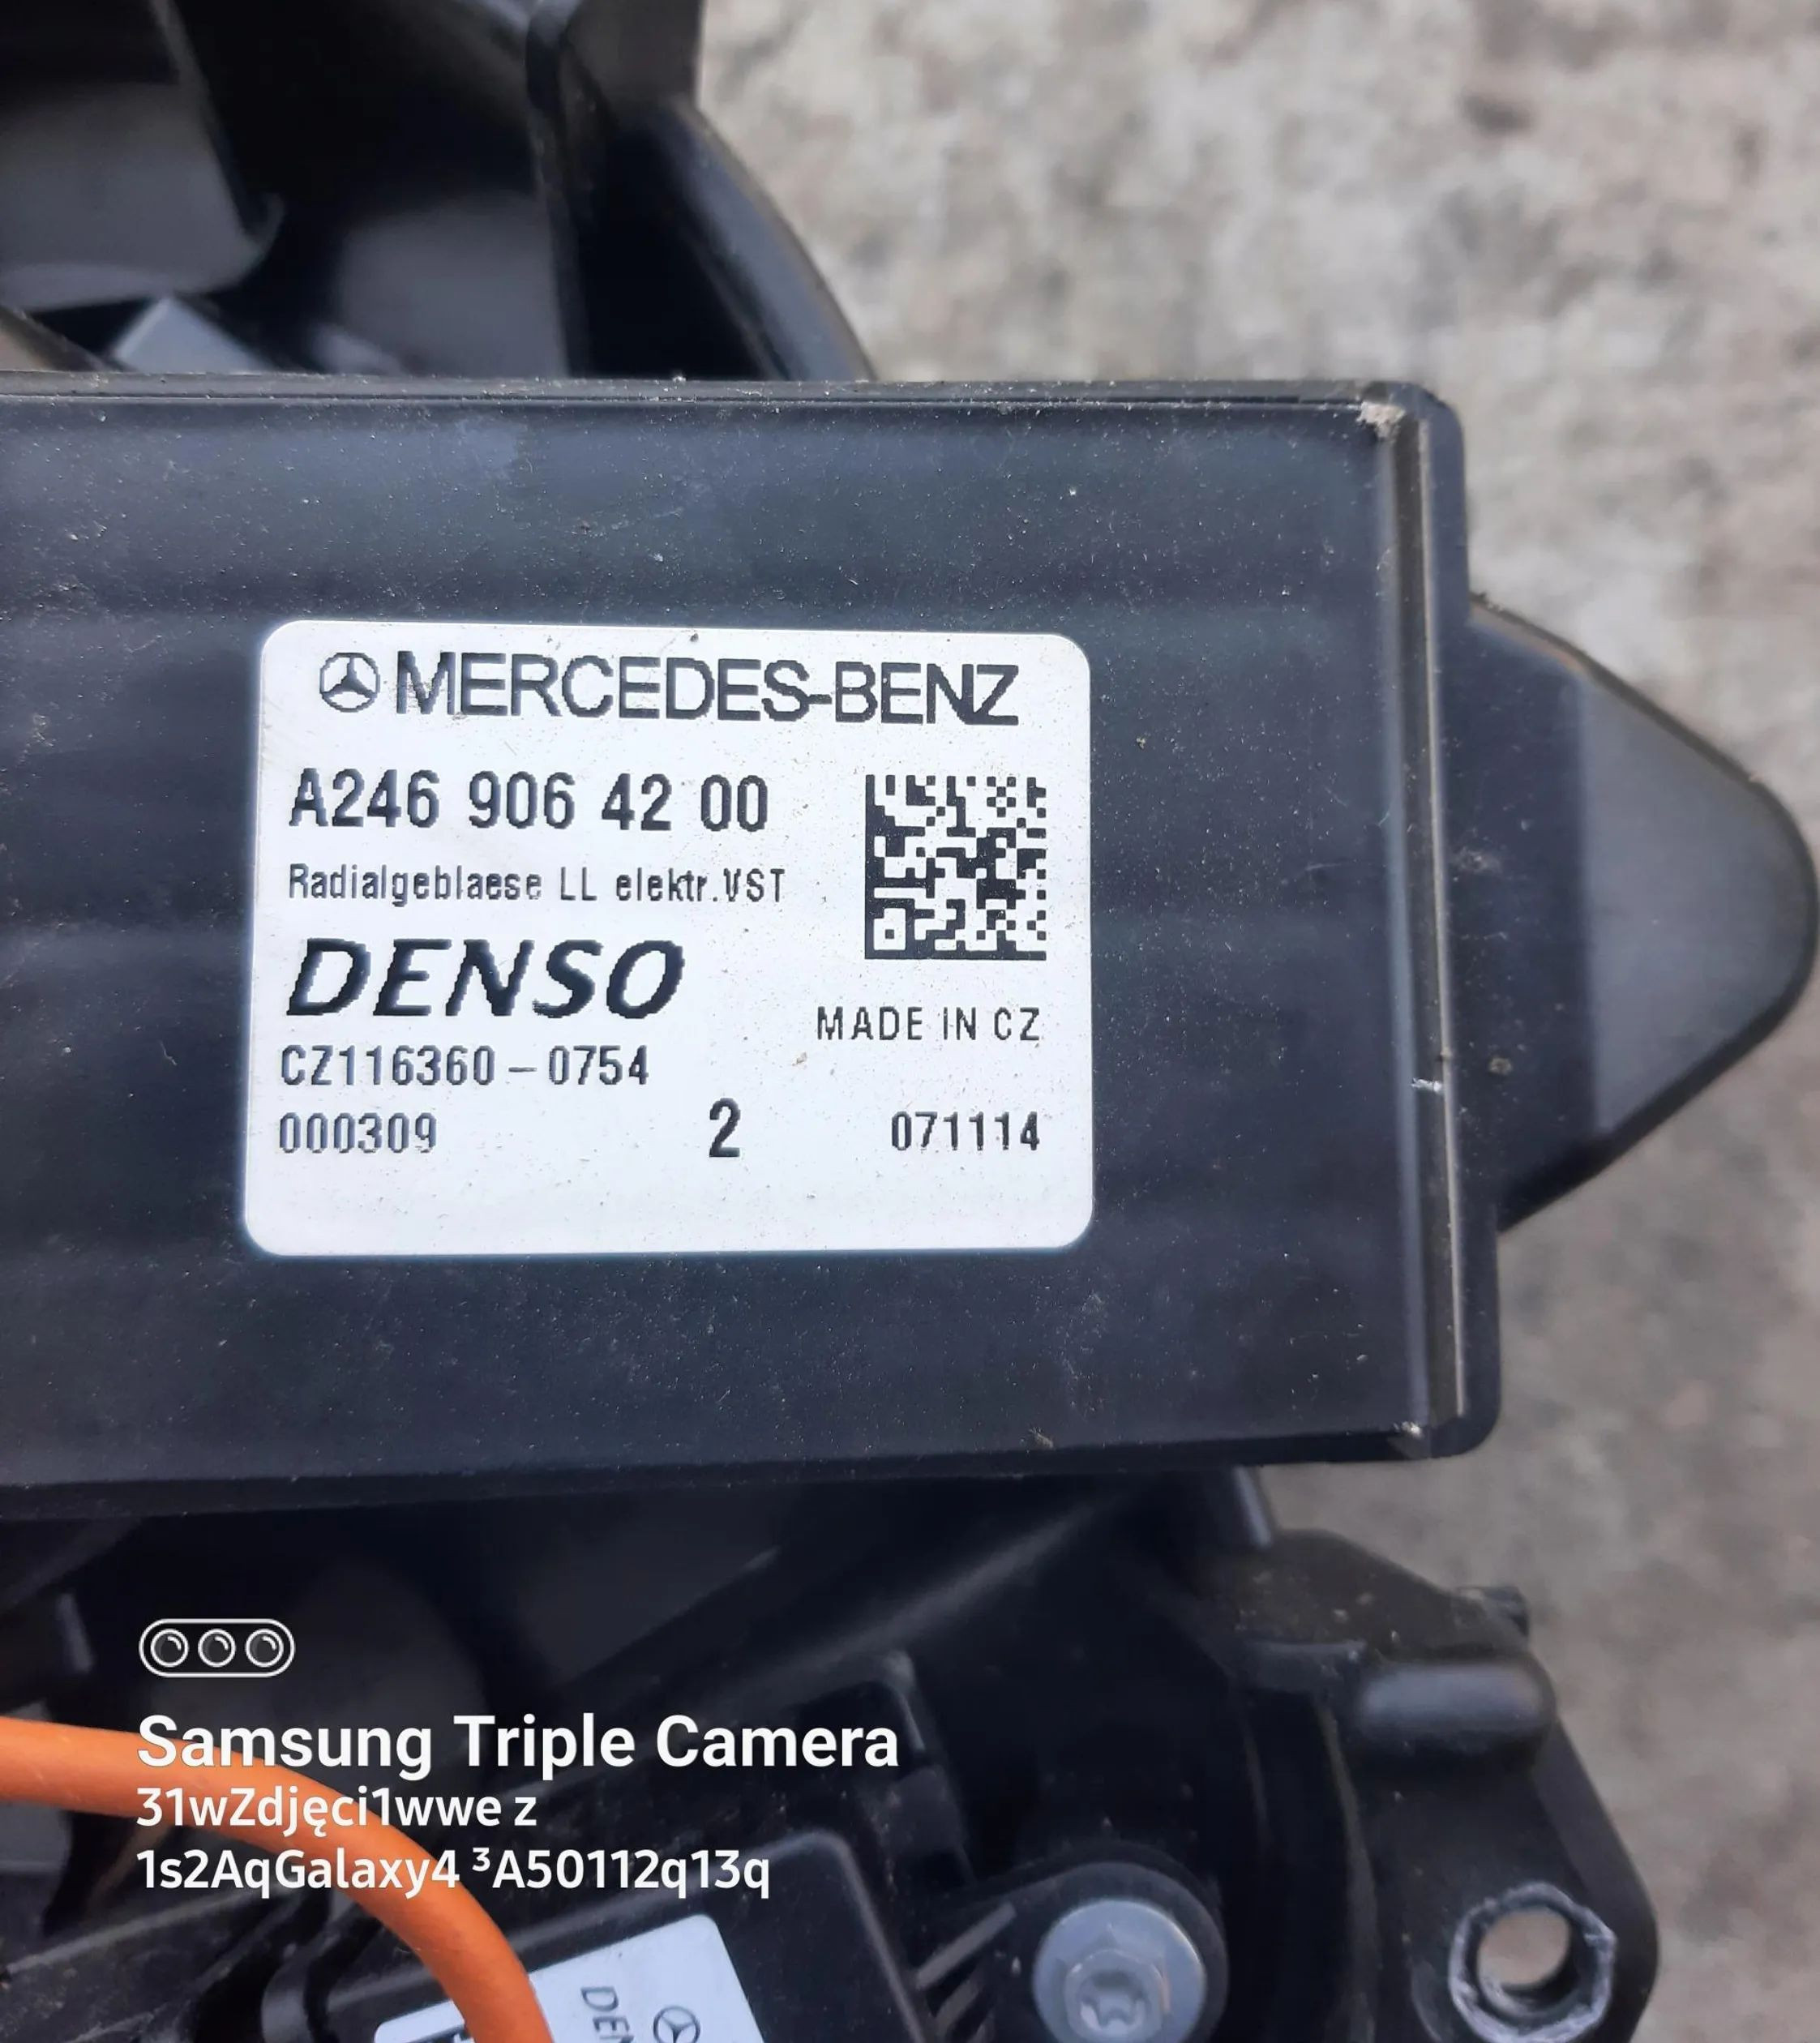 MERCEDES-BENZ
A246 906 42 00
Radialgeblaese LL elektr.VST
DENSO
MADE IN CZ
CZ116360-0754
000309 2 071114
Samsung Triple Camera
31wZdjęci1wwe z
1s2AqGalaxy4 ³A50112q13q
DEN